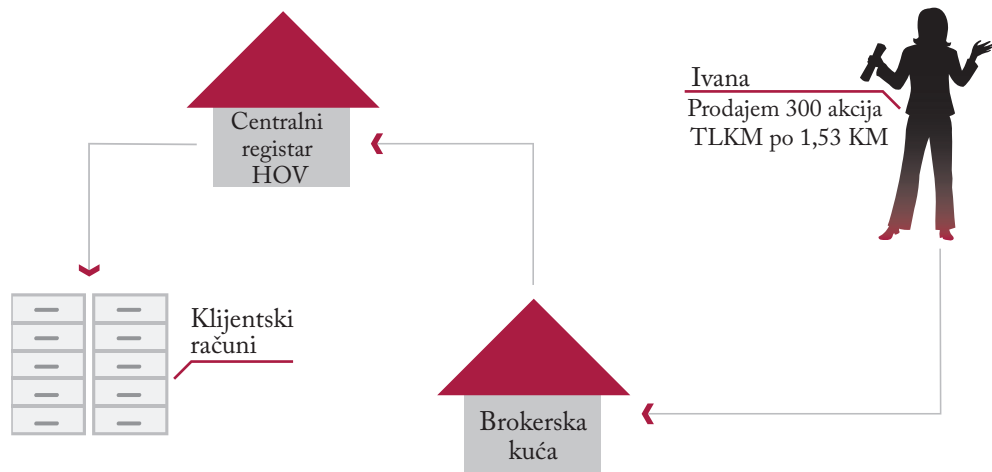 Ivana
Prodajem 300 akcija
TLKM po 1,53 KM
Centralni
registar
HOV
Klijentski
računi
Brokerska
kuća